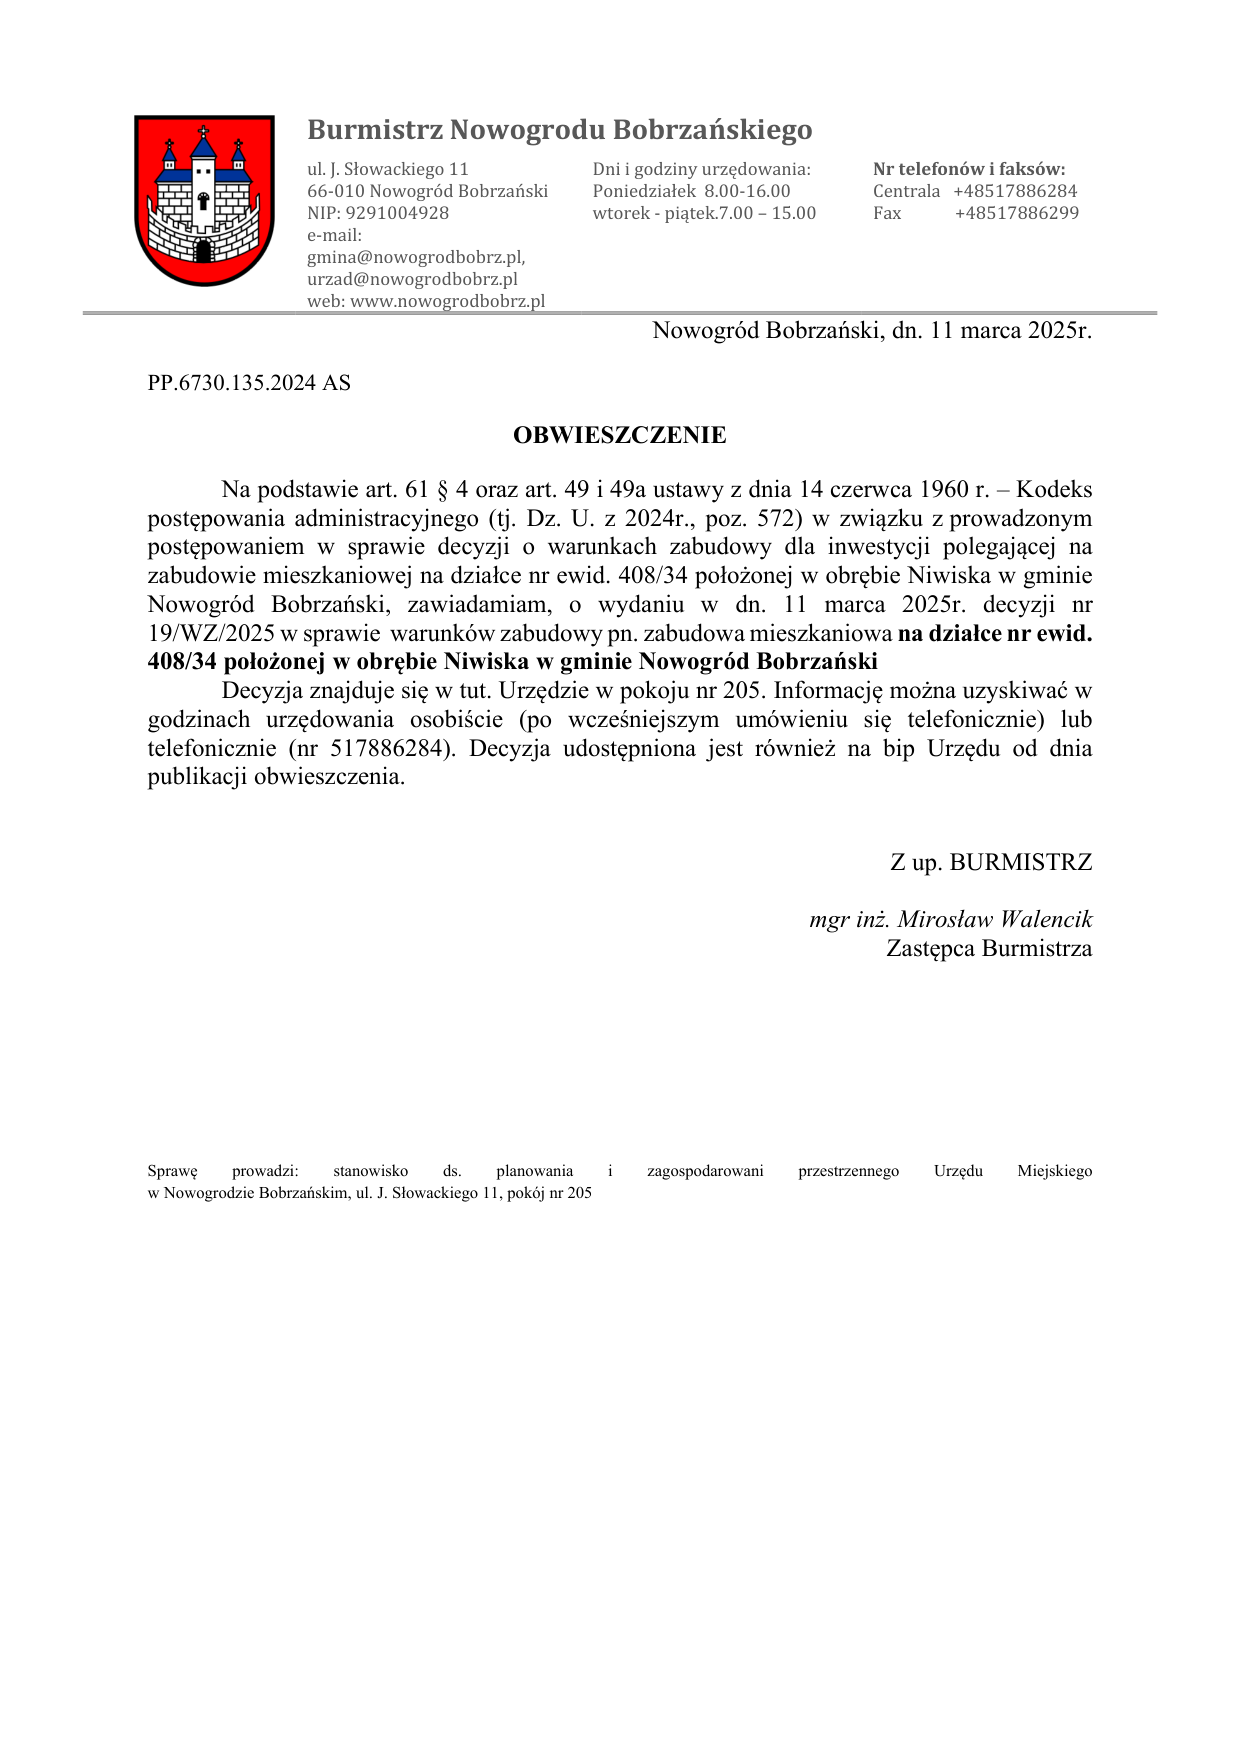 Burmistrz Nowogrodu Bobrzańskiego
ul. J. Słowackiego 11
66-010 Nowogród Bobrzański
NIP: 9291004928
e-mail:
gmina@nowogrodbobrz.pl,
urzad@nowogrodbobrz.pl
web: www.nowogrodbobrz.pl
Dni i godziny urzędowania:
Poniedziałek 8.00-16.00
wtorek - piątek.7.00 – 15.00
Nr telefonów i faksów:
Centrala +48517886284
Fax +48517886299
Nowogród Bobrzański, dn. 11 marca 2025r.
PP.6730.135.2024 AS
OBWIESZCZENIE
Na podstawie art. 61 § 4 oraz art. 49 i 49a ustawy z dnia 14 czerwca 1960 r. – Kodeks
postępowania administracyjnego (tj. Dz. U. z 2024r., poz. 572) w związku z prowadzonym
postępowaniem w sprawie decyzji o warunkach zabudowy dla inwestycji polegającej na
zabudowie mieszkaniowej na działce nr ewid. 408/34 położonej w obrębie Niwiska w gminie
Nowogród Bobrzański, zawiadamiam, o wydaniu w dn. 11 marca 2025r. decyzji nr
19/WZ/2025 w sprawie warunków zabudowy pn. zabudowa mieszkaniowa na działce nr ewid.
408/34 położonej w obrębie Niwiska w gminie Nowogród Bobrzański
Decyzja znajduje się w tut. Urzędzie w pokoju nr 205. Informację można uzyskiwać w
godzinach urzędowania osobiście (po wcześniejszym umówieniu się telefonicznie) lub
telefonicznie (nr 517886284). Decyzja udostępniona jest również na bip Urzędu od dnia
publikacji obwieszczenia.
Z up. BURMISTRZ
mgr inż. Mirosław Walencik
Zastępca Burmistrza
Sprawę prowadzi: stanowisko ds. planowania i zagospodarowani przestrzennego Urzędu Miejskiego
w Nowogrodzie Bobrzańskim, ul. J. Słowackiego 11, pokój nr 205